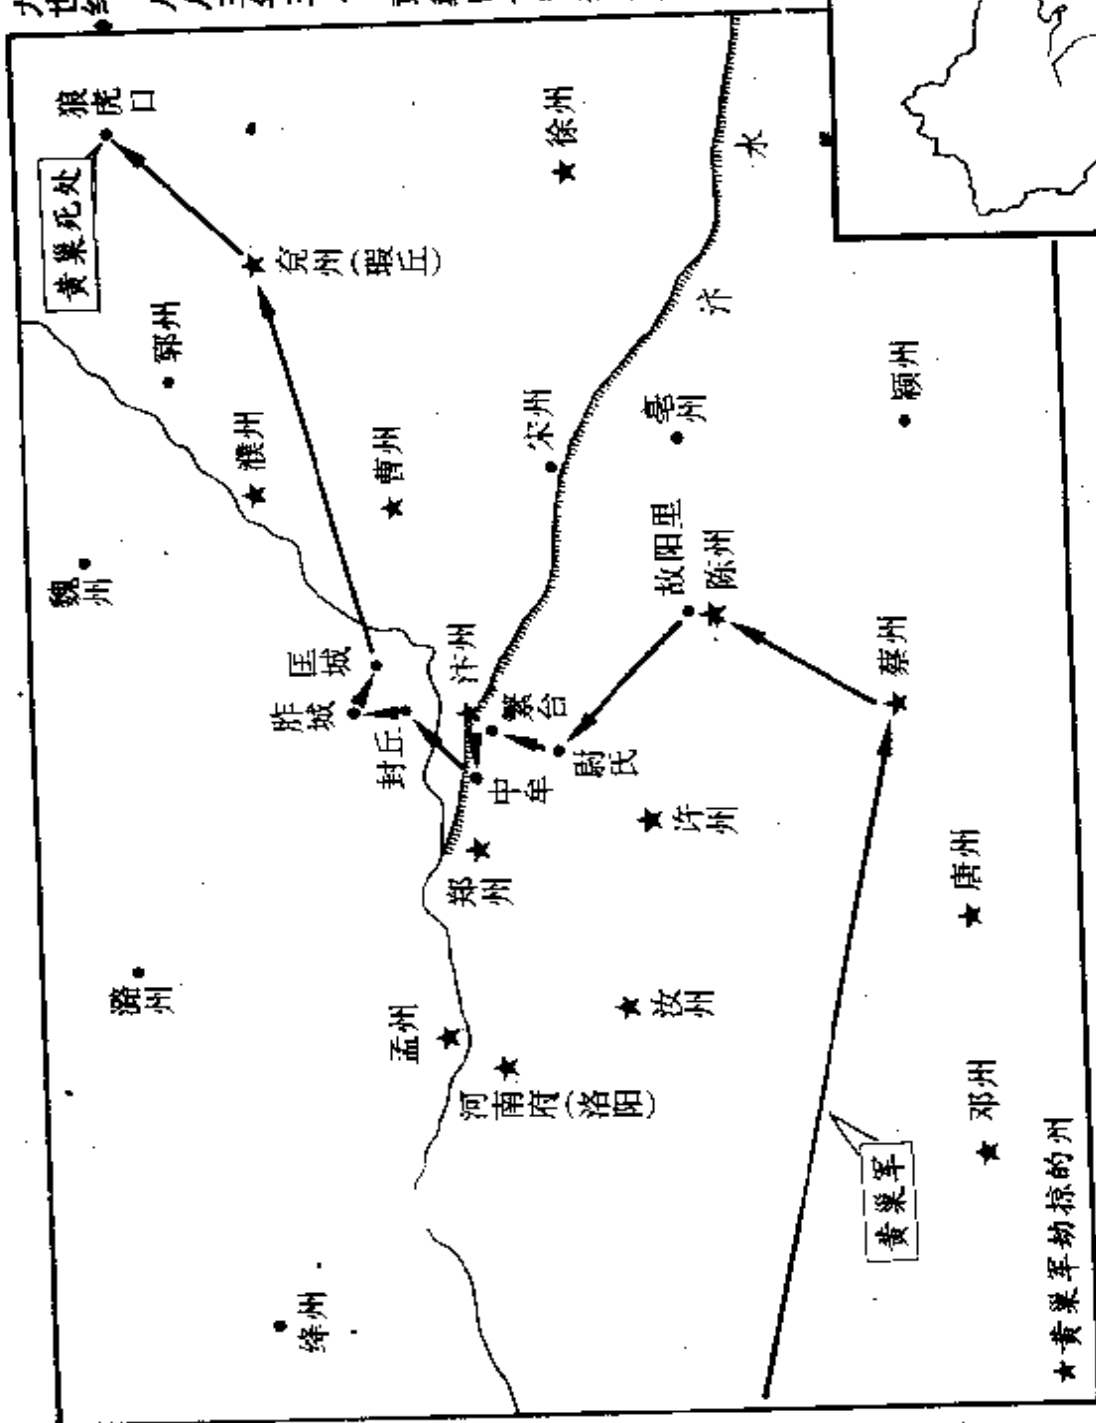 狼虎口
黄巢死处
兖州(瑕丘)
郓州
徐州
濮州
曹州
魏州
宋州
亳州
颍州
汴
水
匡城
胙城
封丘
汴州
繁台
中牟
尉氏
故阳里
陈州
蔡州
许州
郑州
潞州
孟州
河南府(洛阳)
汝州
唐州
邓州
绛州
黄巢军
★黄巢军劫掠的州